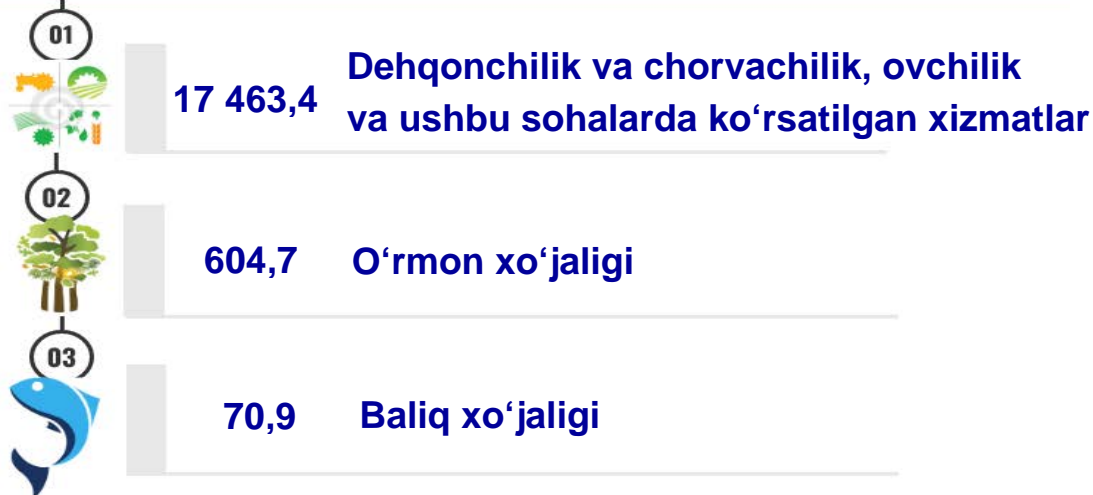 01
17 463,4
Dehqonchilik va chorvachilik, ovchilik
va ushbu sohalarda ko‘rsatilgan xizmatlar
02
604,7
O‘rmon xo‘jaligi
03
70,9
Baliq xo‘jaligi